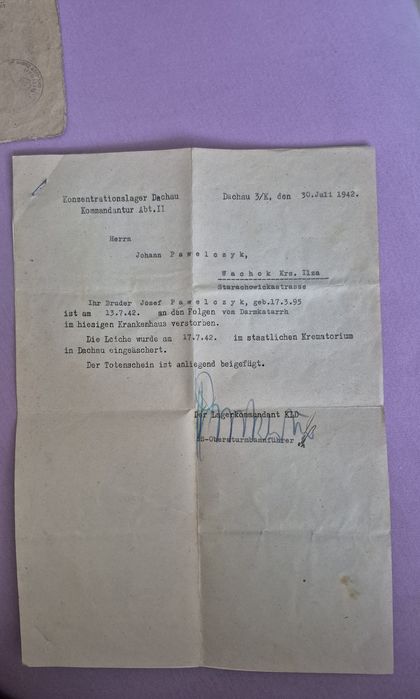 Konzentrationslager Dachau
Kommandantur Abt.II
Dachau 3/K, den 30.Juli 1942.
Herrn
Johann Pawelczyk,
Wachok Krs. Ilza
Starachowickastrasse
Ihr Bruder Josef Pawelczyk, geb.17.3.95
ist am 13.7.42. an den Folgen von Darmkatarrh
im hiesigen Krankenhaus verstorben.
Die Leiche wurde am 17.7.42. im staatlichen Krematorium
in Dachau eingeäschert.
Der Totenschein ist anliegend beigefügt.
Der Lagerkommandant KLD
SS-Obersturmbannführer